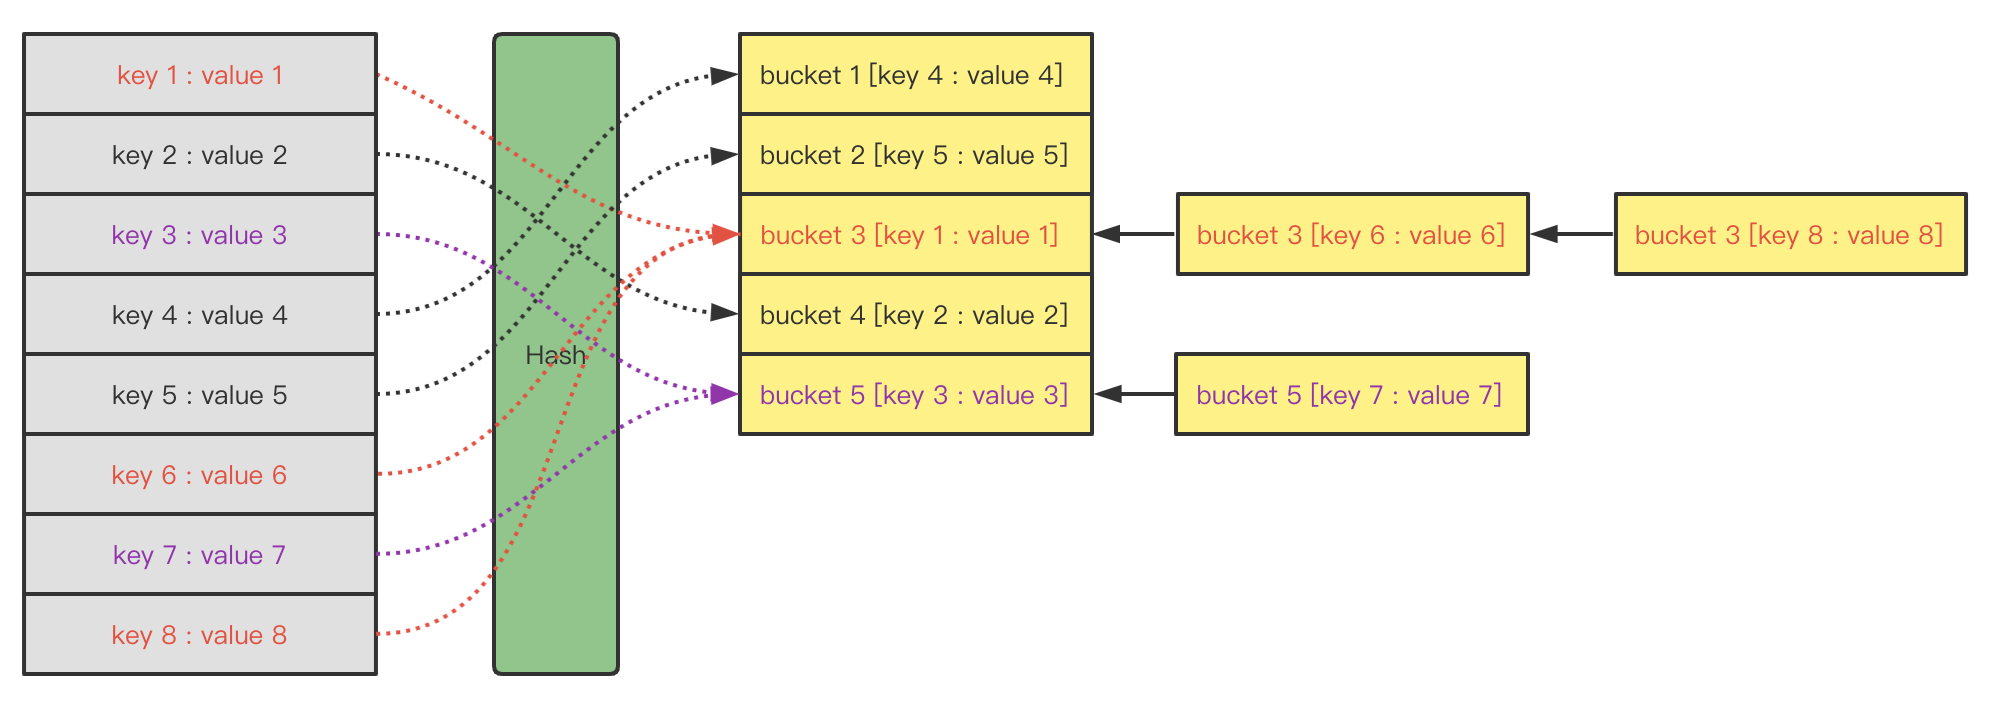 key 1 : value 1
key 2 : value 2
key 3 : value 3
key 4 : value 4
key 5 : value 5
key 6 : value 6
key 7 : value 7
key 8 : value 8
Hash
bucket 1 [key 4 : value 4]
bucket 2 [key 5 : value 5]
bucket 3 [key 1 : value 1]
bucket 4 [key 2 : value 2]
bucket 5 [key 3 : value 3]
bucket 3 [key 6 : value 6]
bucket 3 [key 8 : value 8]
bucket 5 [key 7 : value 7]